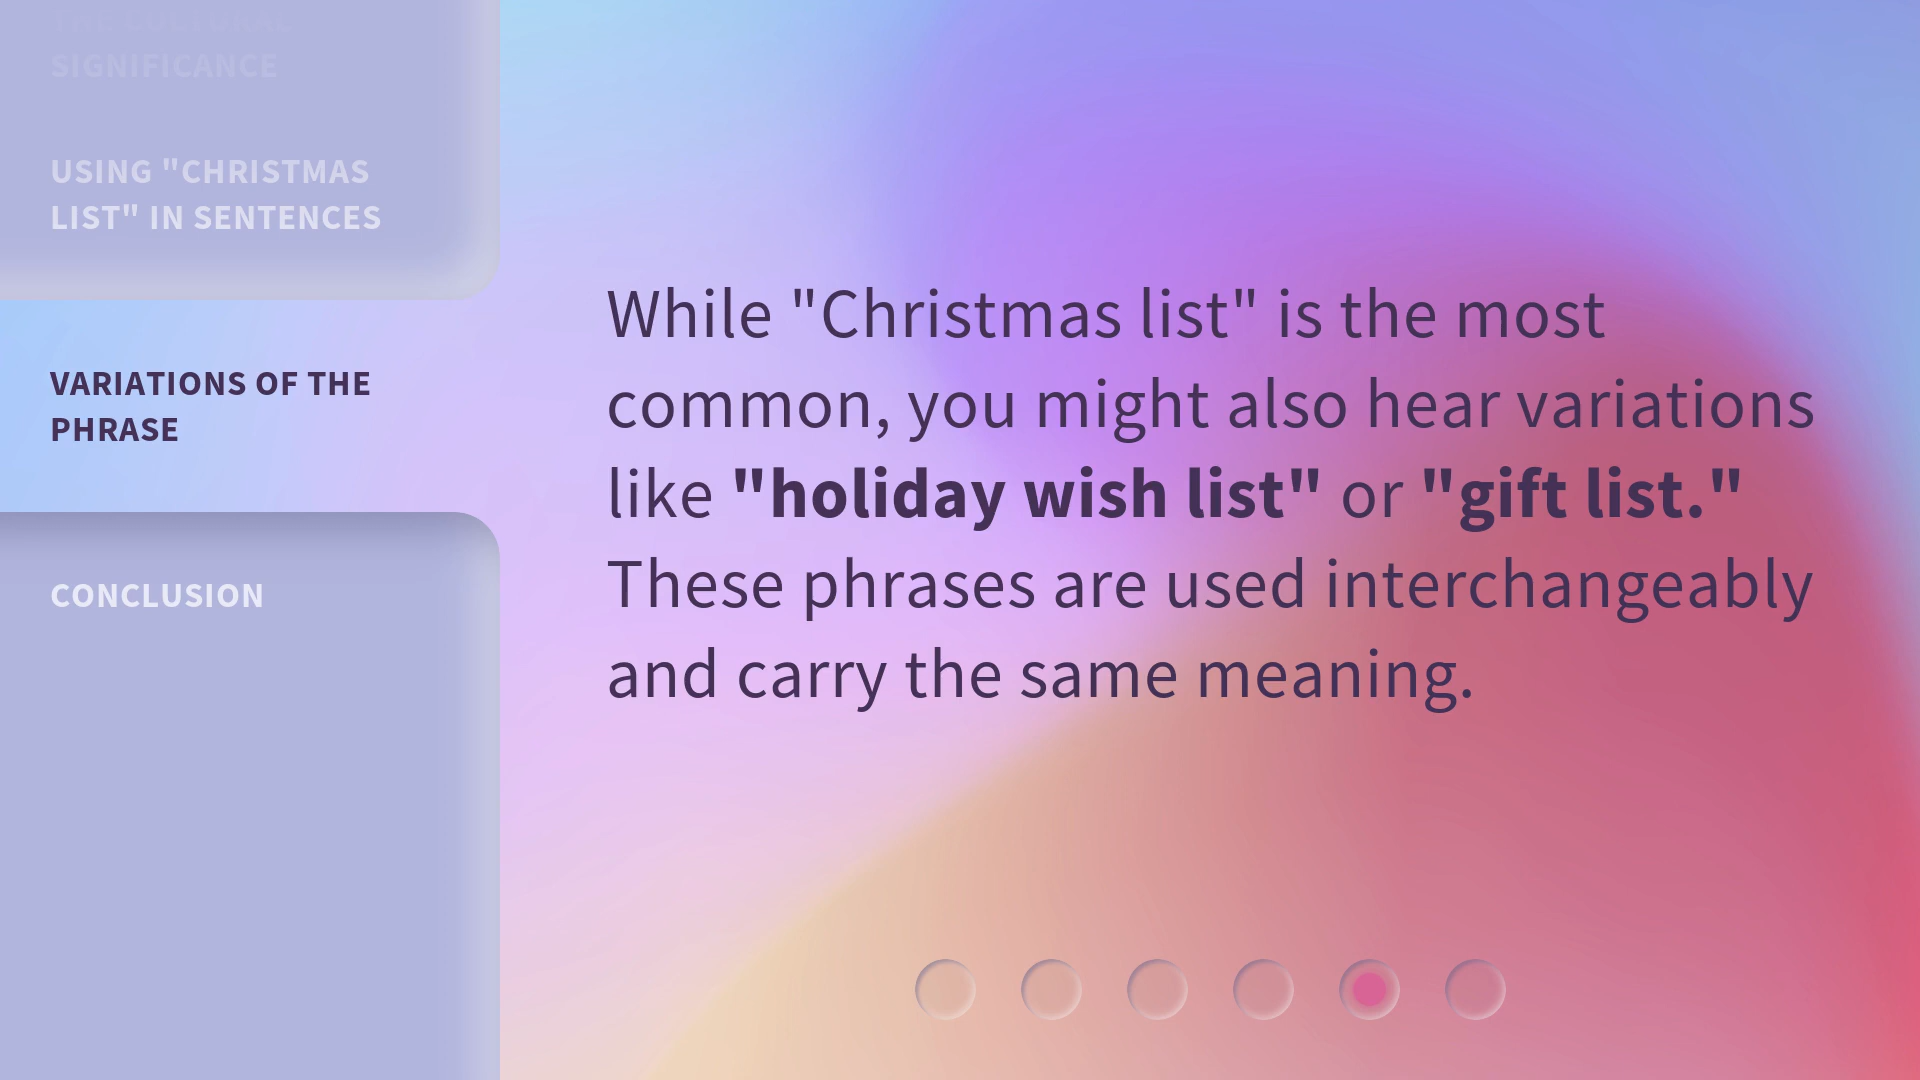 THE CULTURAL
SIGNIFICANCE
USING "CHRISTMAS
LIST" IN SENTENCES
VARIATIONS OF THE
PHRASE
CONCLUSION
While "Christmas list" is the most
common, you might also hear variations
like "holiday wish list" or "gift list."
These phrases are used interchangeably
and carry the same meaning.